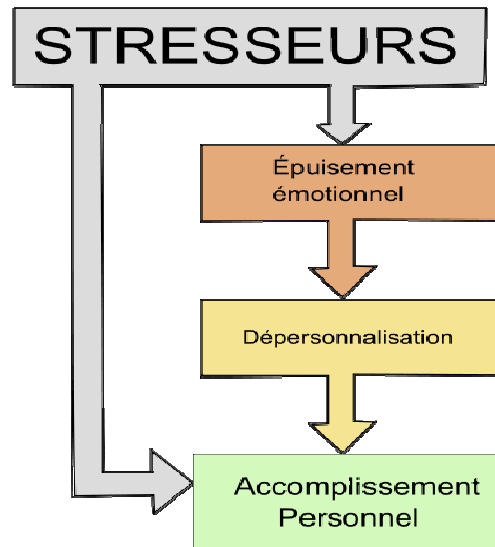 STRESSEURS
Épuisement
émotionnel
Dépersonnalisation
Accomplissement
Personnel